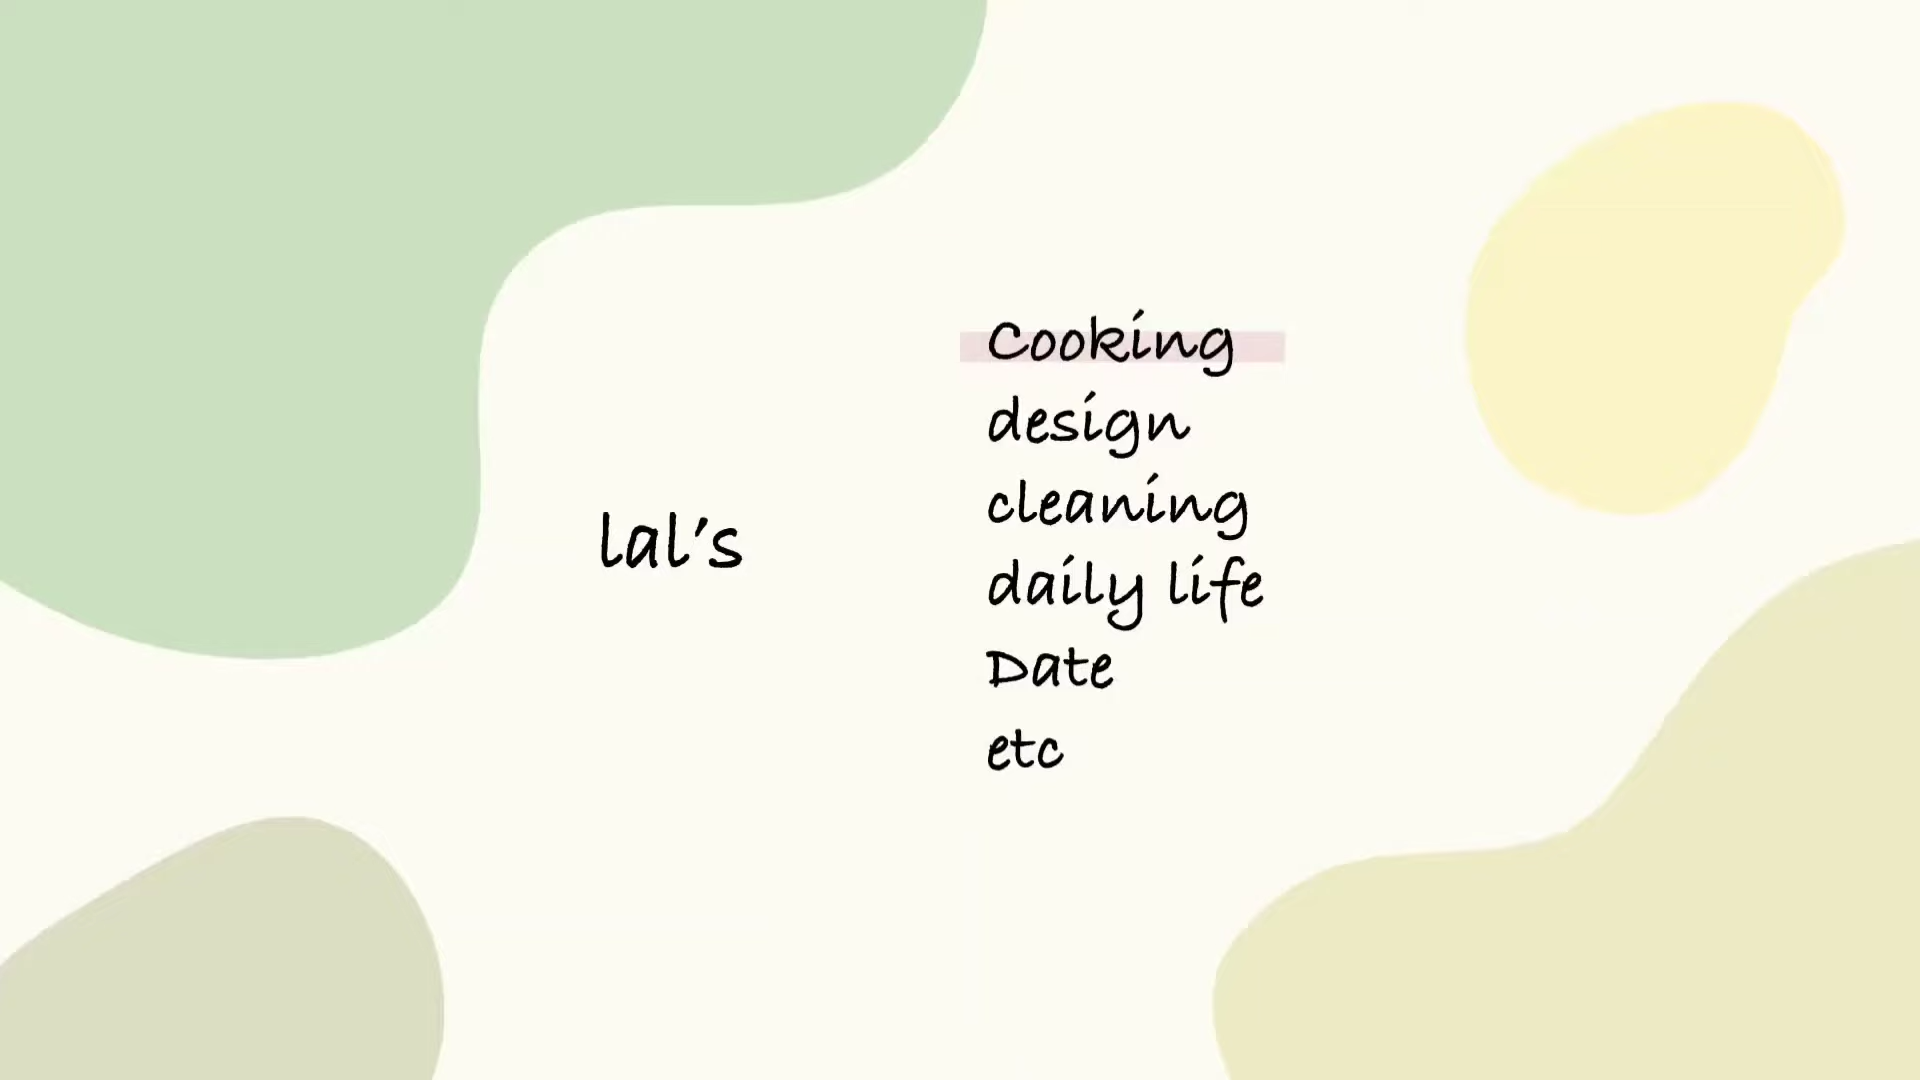 lal's
Cooking
design
cleaning
daily life
Date
etc